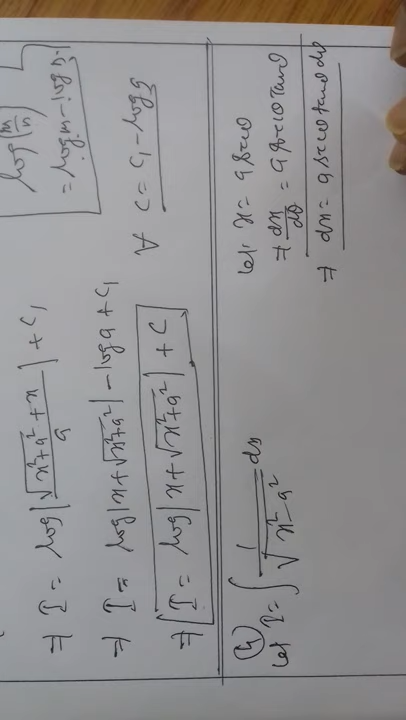 ⇒ I = log|(√(x²+a²) + x)/a| + C₁
log(m/n)
= log m - log n
⇒ I = log|x+√(x²+a²)| - log a + C₁
⇒ I = log|x+√(x²+a²)| + C
∀ C = C₁ - log a
(4)
Let I = ∫ 1/√(x²-a²) dx
Let, x = a secθ
⇒ dx/dθ = a secθ tanθ
⇒ dx = a secθ tanθ dθ